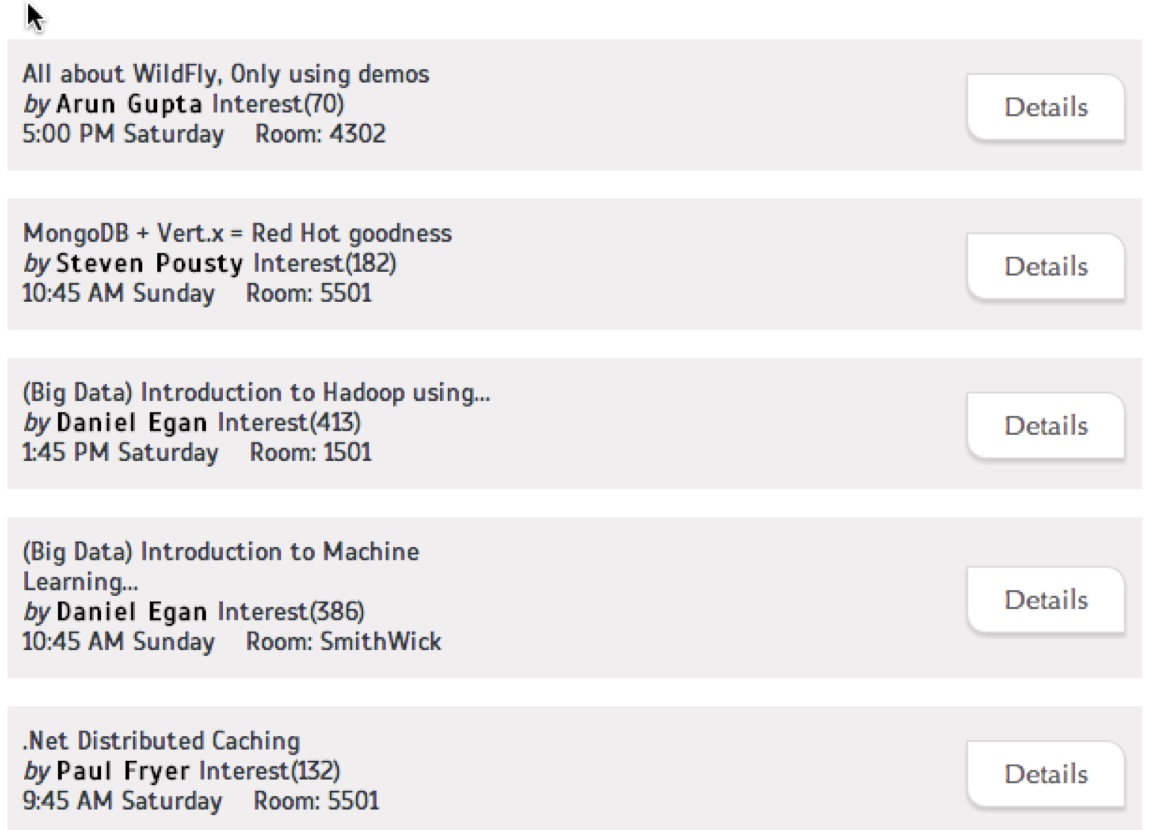 All about WildFly, Only using demos
by Arun Gupta Interest(70)
5:00 PM Saturday Room: 4302
Details
MongoDB + Vert.x = Red Hot goodness
by Steven Pousty Interest(182)
10:45 AM Sunday Room: 5501
Details
(Big Data) Introduction to Hadoop using...
by Daniel Egan Interest(413)
1:45 PM Saturday Room: 1501
Details
(Big Data) Introduction to Machine
Learning...
by Daniel Egan Interest(386)
10:45 AM Sunday Room: SmithWick
Details
.Net Distributed Caching
by Paul Fryer Interest(132)
9:45 AM Saturday Room: 5501
Details